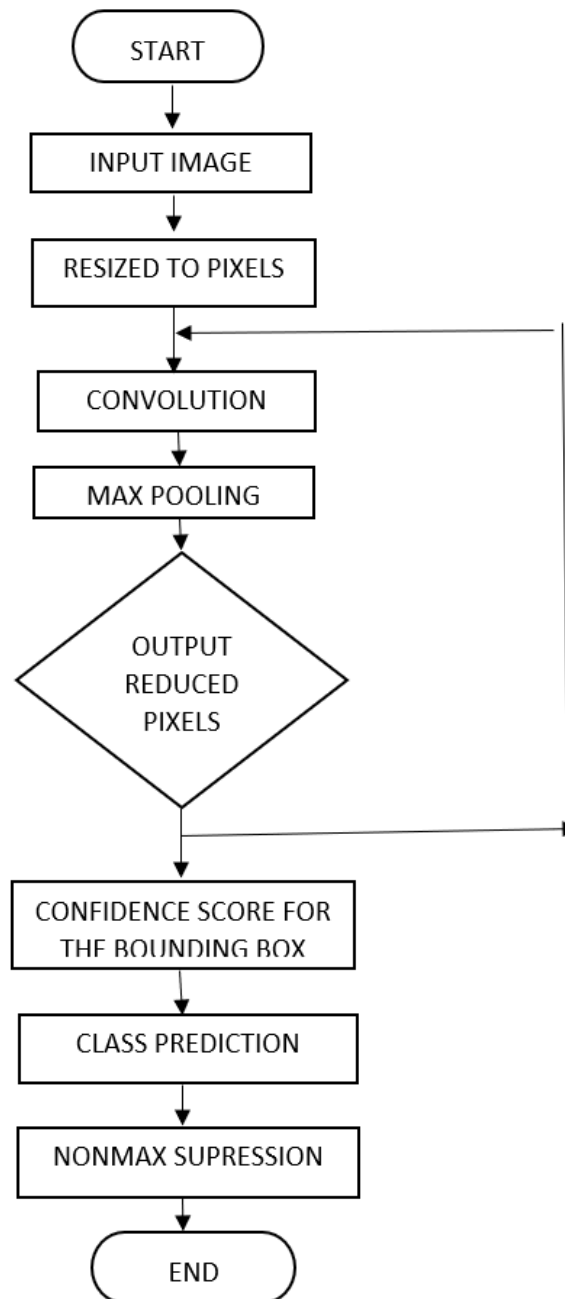 START
INPUT IMAGE
RESIZED TO PIXELS
CONVOLUTION
MAX POOLING
OUTPUT
REDUCED
PIXELS
CONFIDENCE SCORE FOR
THE BOUNDING BOX
CLASS PREDICTION
NONMAX SUPRESSION
END